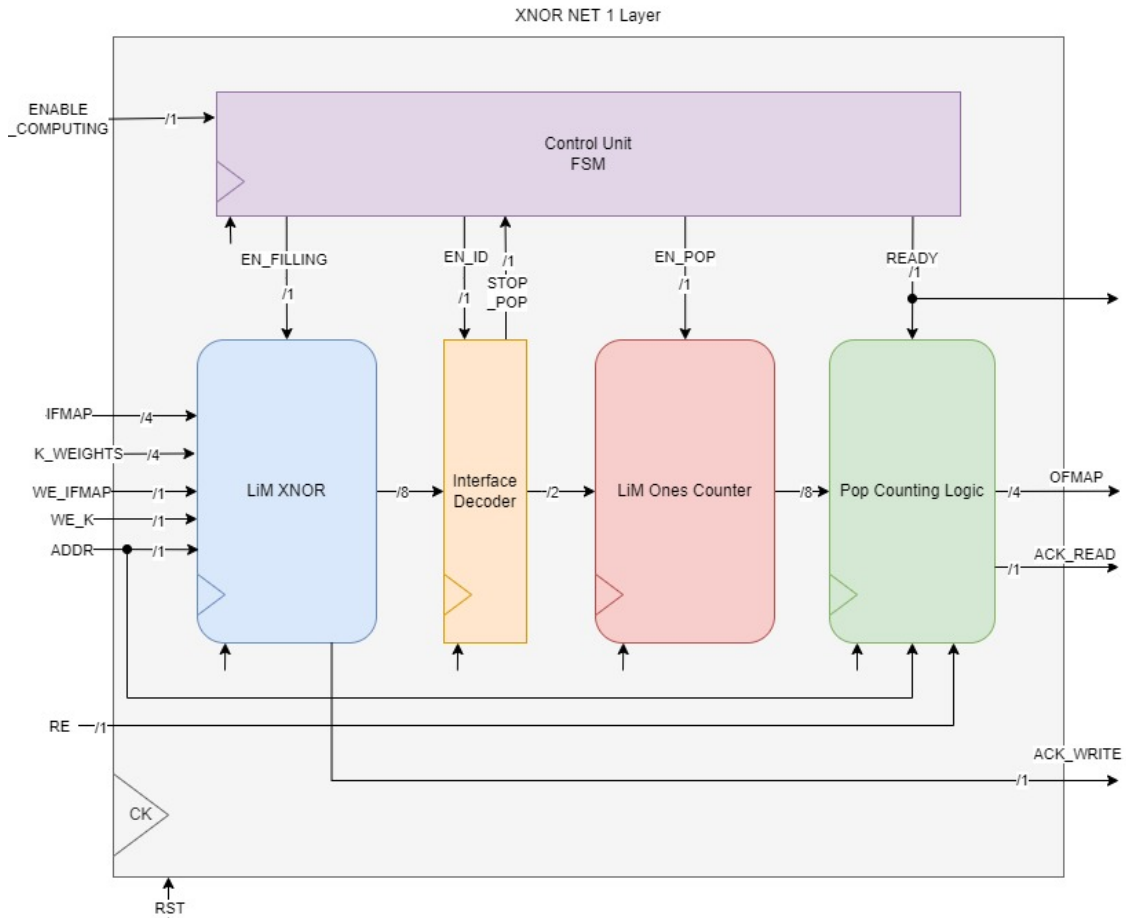 XNOR NET 1 Layer
ENABLE
_COMPUTING
/1
Control Unit
FSM
EN_FILLING
/1
EN_ID
/1
/1
STOP
_POP
EN_POP
/1
READY
/1
IFMAP
/4
K_WEIGHTS
/4
WE_IFMAP
/1
WE_K
/1
ADDR
/1
LiM XNOR
/8
Interface
Decoder
/2
LiM Ones Counter
/8
Pop Counting Logic
/4
OFMAP
/1
ACK_READ
RE
/1
ACK_WRITE
/1
CK
RST